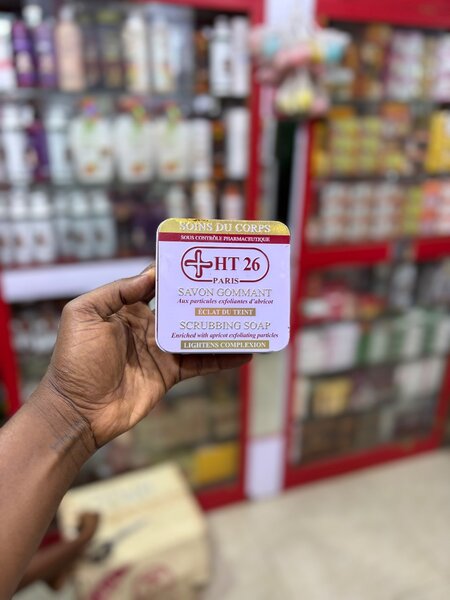 SOINS DU CORPS
SOUS CONTRÔLE PHARMACEUTIQUE
HT 26
PARIS
SAVON GOMMANT
Aux particules exfoliantes d'abricot
ÉCLAT DU TEINT
SCRUBBING SOAP
Enriched with apricot exfoliating particles
LIGHTENS COMPLEXION